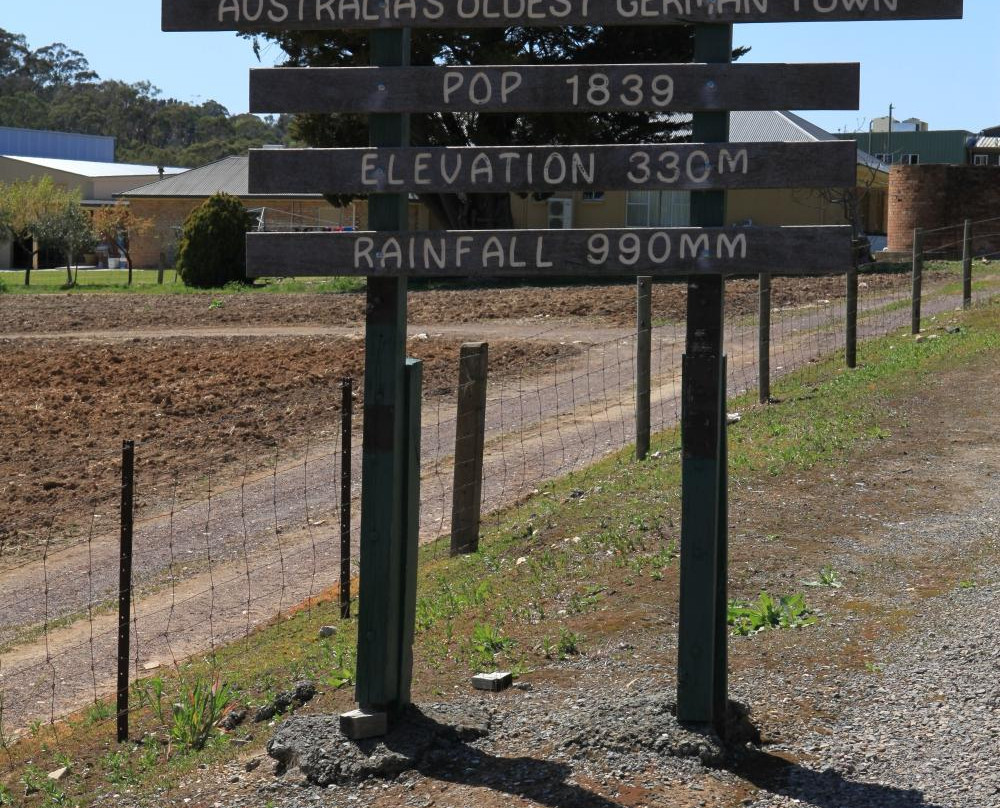 AUSTRALIA'S OLDEST GERMAN TOWN
POP 1839
ELEVATION 330M
RAINFALL 990MM